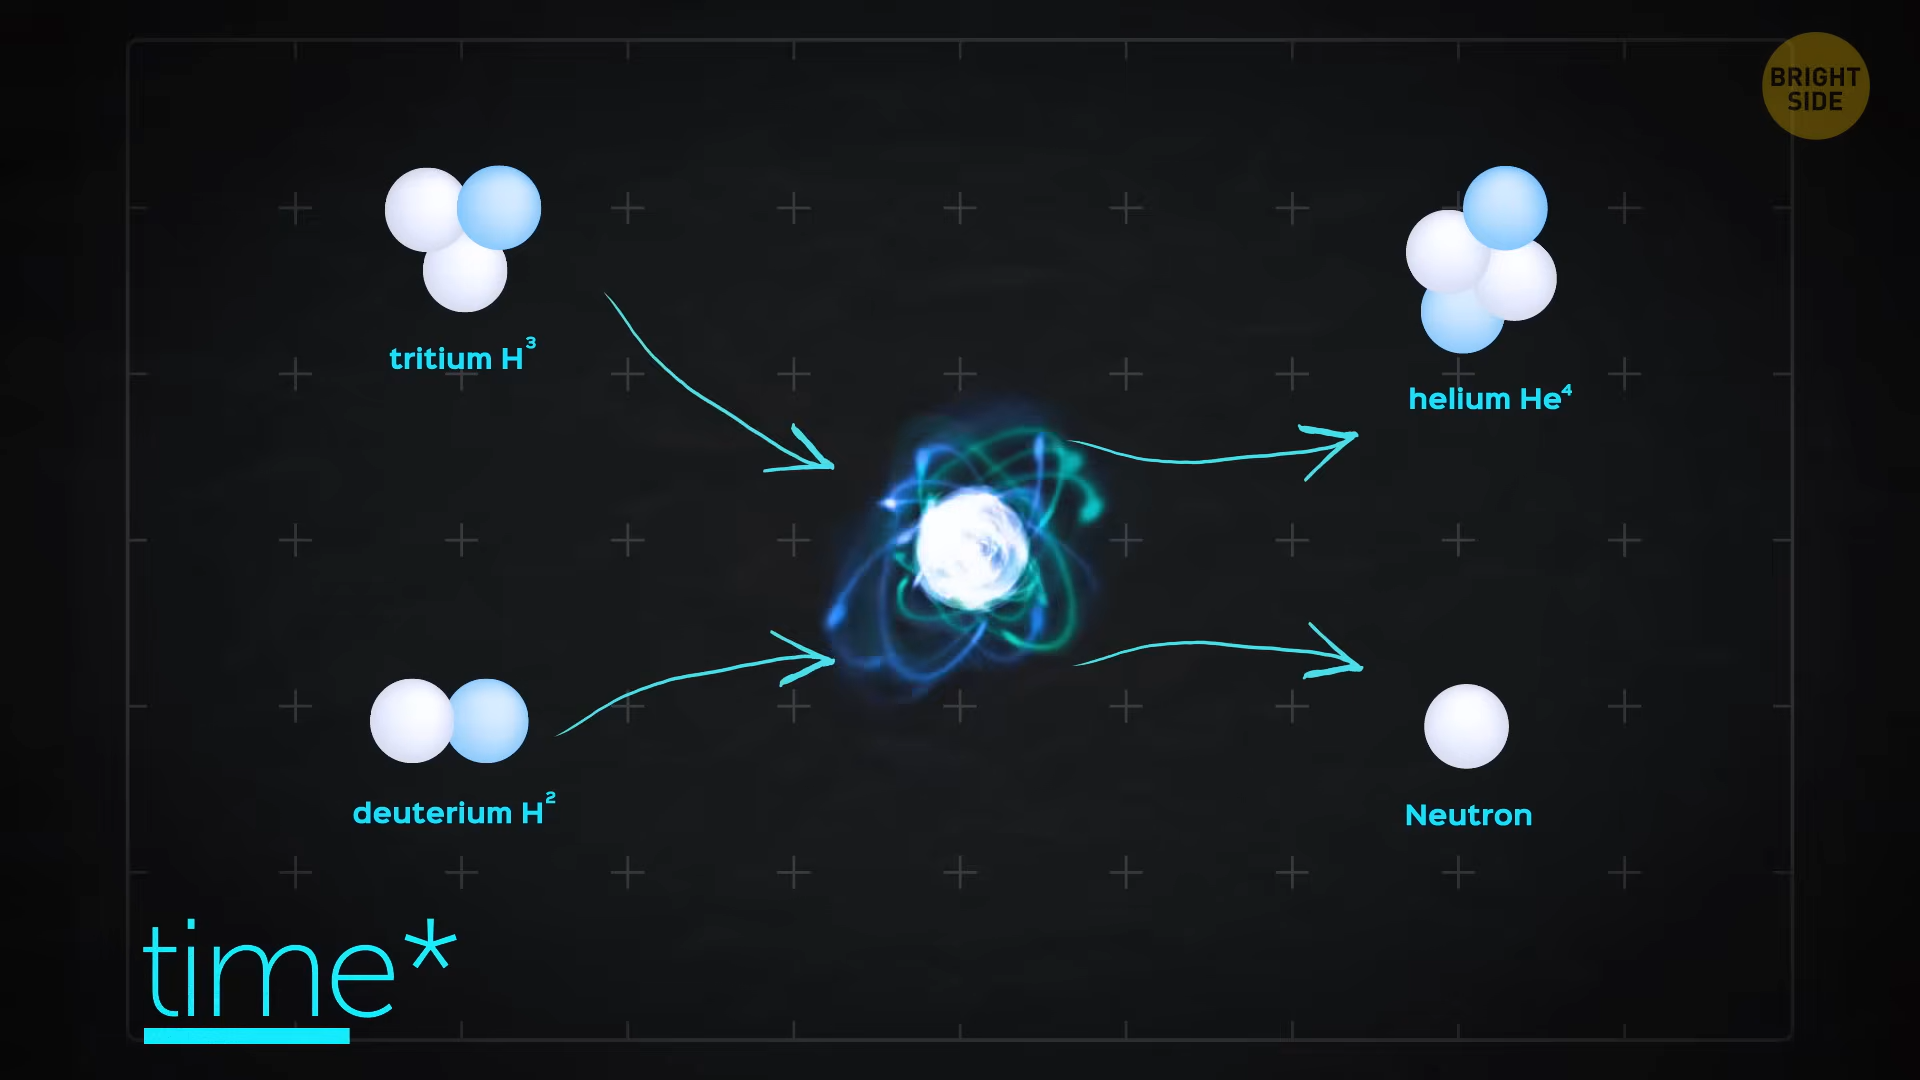 BRIGHT
SIDE
tritium H³
helium He⁴
deuterium H²
Neutron
time*